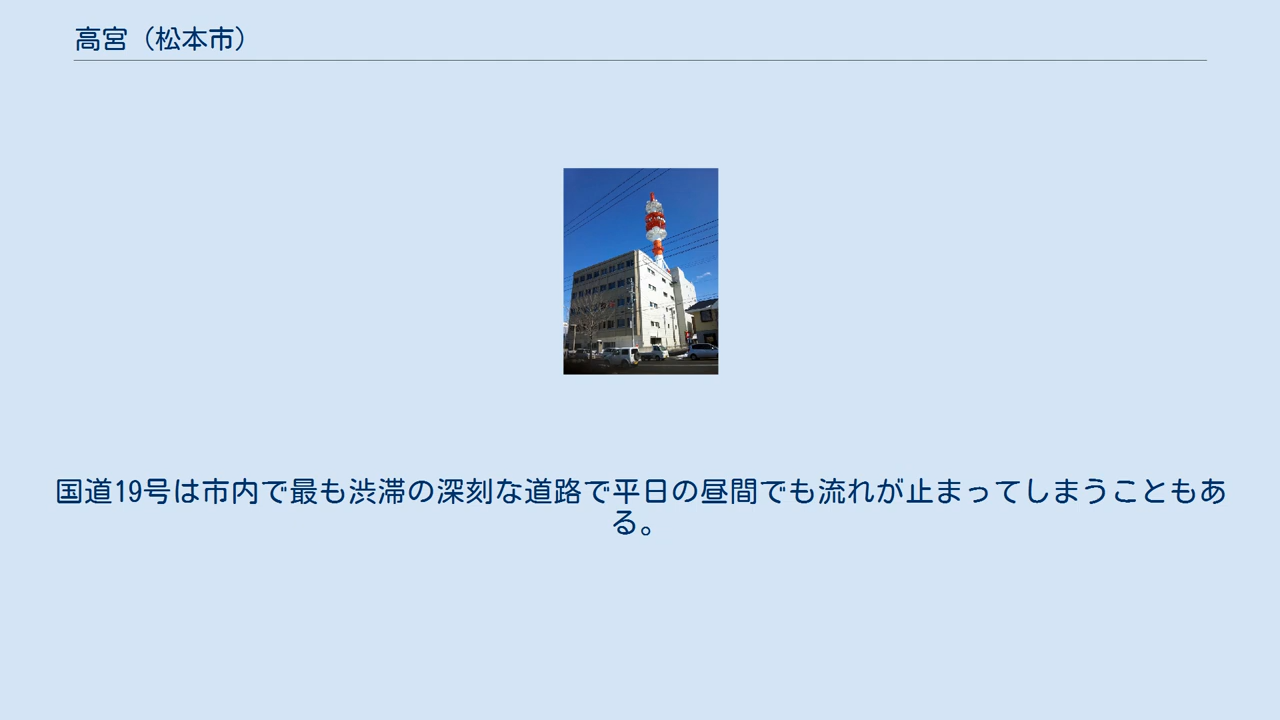 高宮（松本市）
国道19号は市内で最も渋滞の深刻な道路で平日の昼間でも流れが止まってしまうこともあ
る。